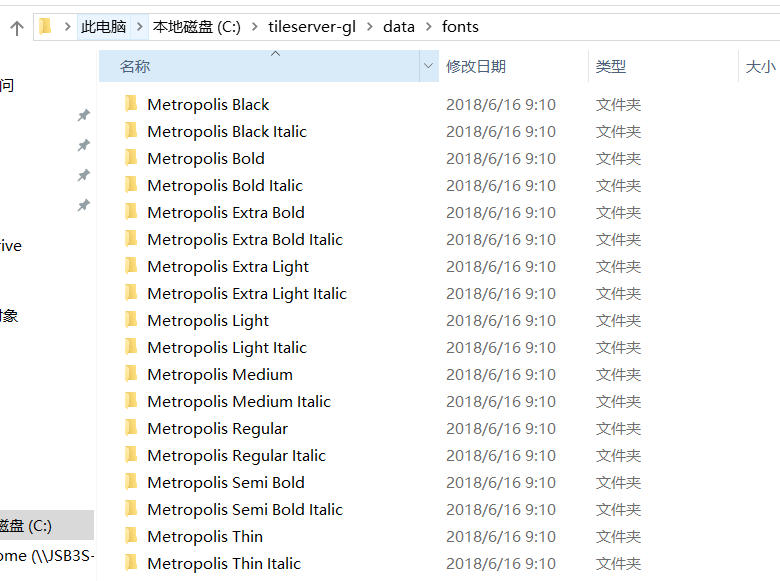 此电脑 本地磁盘 (C:) tileserver-gl data fonts
名称 修改日期 类型 大小
问
Metropolis Black 2018/6/16 9:10 文件夹
Metropolis Black Italic 2018/6/16 9:10 文件夹
Metropolis Bold 2018/6/16 9:10 文件夹
Metropolis Bold Italic 2018/6/16 9:10 文件夹
Metropolis Extra Bold 2018/6/16 9:10 文件夹
Metropolis Extra Bold Italic 2018/6/16 9:10 文件夹
rive
Metropolis Extra Light 2018/6/16 9:10 文件夹
Metropolis Extra Light Italic 2018/6/16 9:10 文件夹
对象
Metropolis Light 2018/6/16 9:10 文件夹
Metropolis Light Italic 2018/6/16 9:10 文件夹
Metropolis Medium 2018/6/16 9:10 文件夹
Metropolis Medium Italic 2018/6/16 9:10 文件夹
Metropolis Regular 2018/6/16 9:10 文件夹
Metropolis Regular Italic 2018/6/16 9:10 文件夹
Metropolis Semi Bold 2018/6/16 9:10 文件夹
Metropolis Semi Bold Italic 2018/6/16 9:10 文件夹
磁盘 (C:)
Metropolis Thin 2018/6/16 9:10 文件夹
ome (\\JSB3S-
Metropolis Thin Italic 2018/6/16 9:10 文件夹